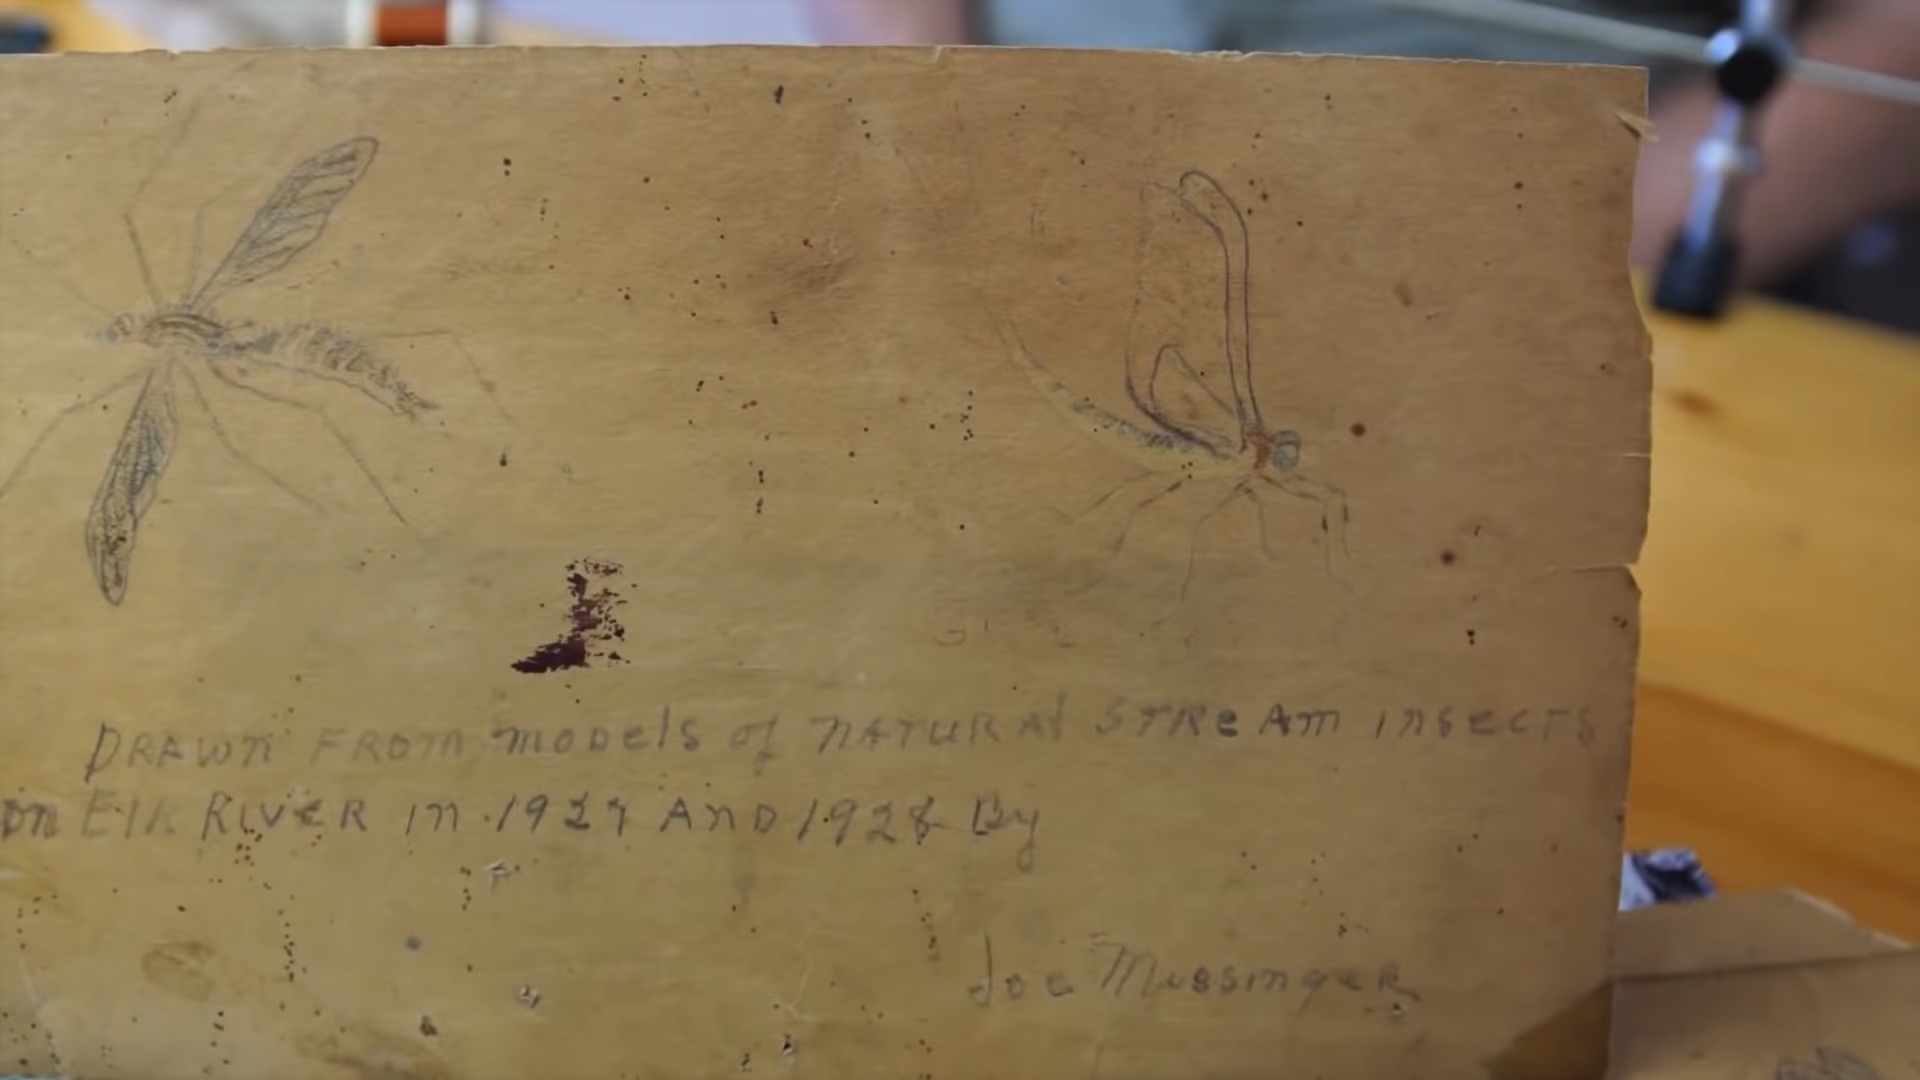 DRAWN FROM MODELS of NATURAL STREAM INSECTS
ON Elk RIVER IN 1927 AND 1928 By
Joe Messinger